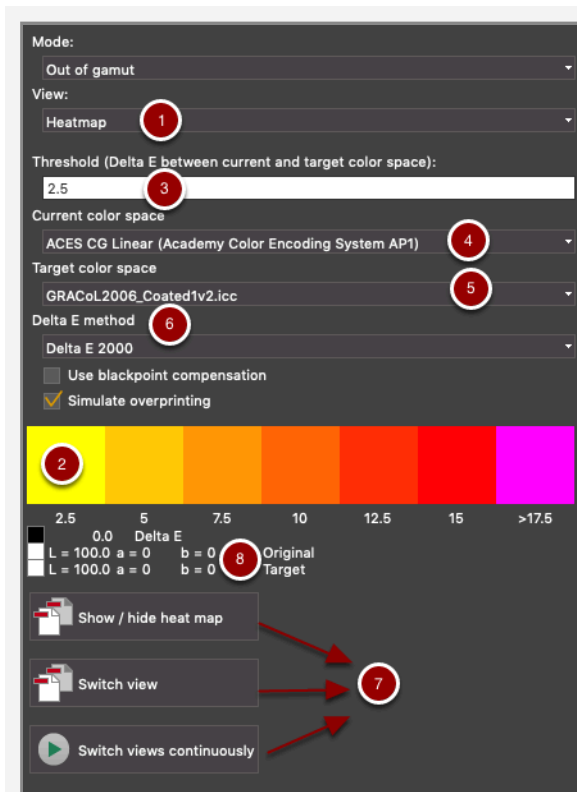 Mode:
Out of gamut
View:
Heatmap 1
Threshold (Delta E between current and target color space):
2.5 3
Current color space
ACES CG Linear (Academy Color Encoding System AP1) 4
Target color space
GRACoL2006_Coated1v2.icc 5
Delta E method 6
Delta E 2000
Use blackpoint compensation
Simulate overprinting
2
2.5 5 7.5 10 12.5 15 >17.5
0.0 Delta E
L = 100.0 a = 0 b = 0 Original
8
L = 100.0 a = 0 b = 0 Target
Show / hide heat map
Switch view 7
Switch views continuously